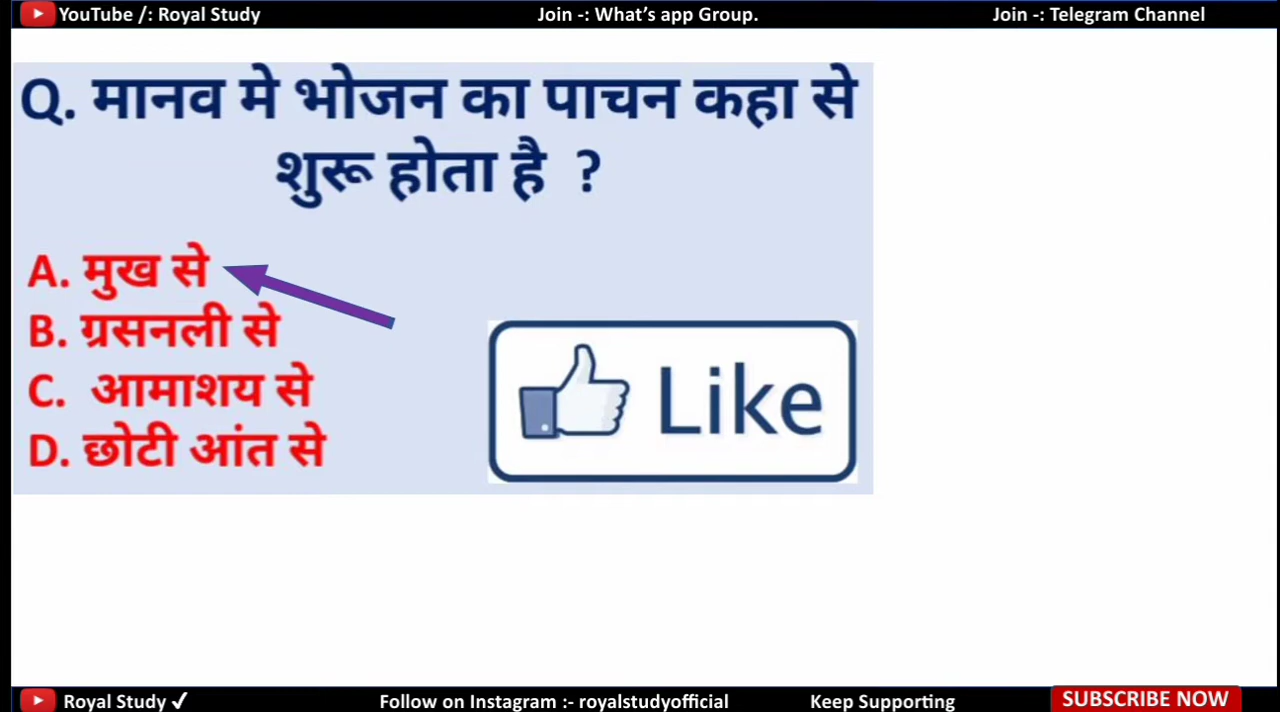 YouTube /: Royal Study Join -: What’s app Group. Join -: Telegram Channel
Q. मानव मे भोजन का पाचन कहा से
शुरू होता है ?
A. मुख से
B. ग्रसनली से
C. आमाशय से
D. छोटी आंत से
Like
Royal Study ✓ Follow on Instagram :- royalstudyofficial Keep Supporting SUBSCRIBE NOW